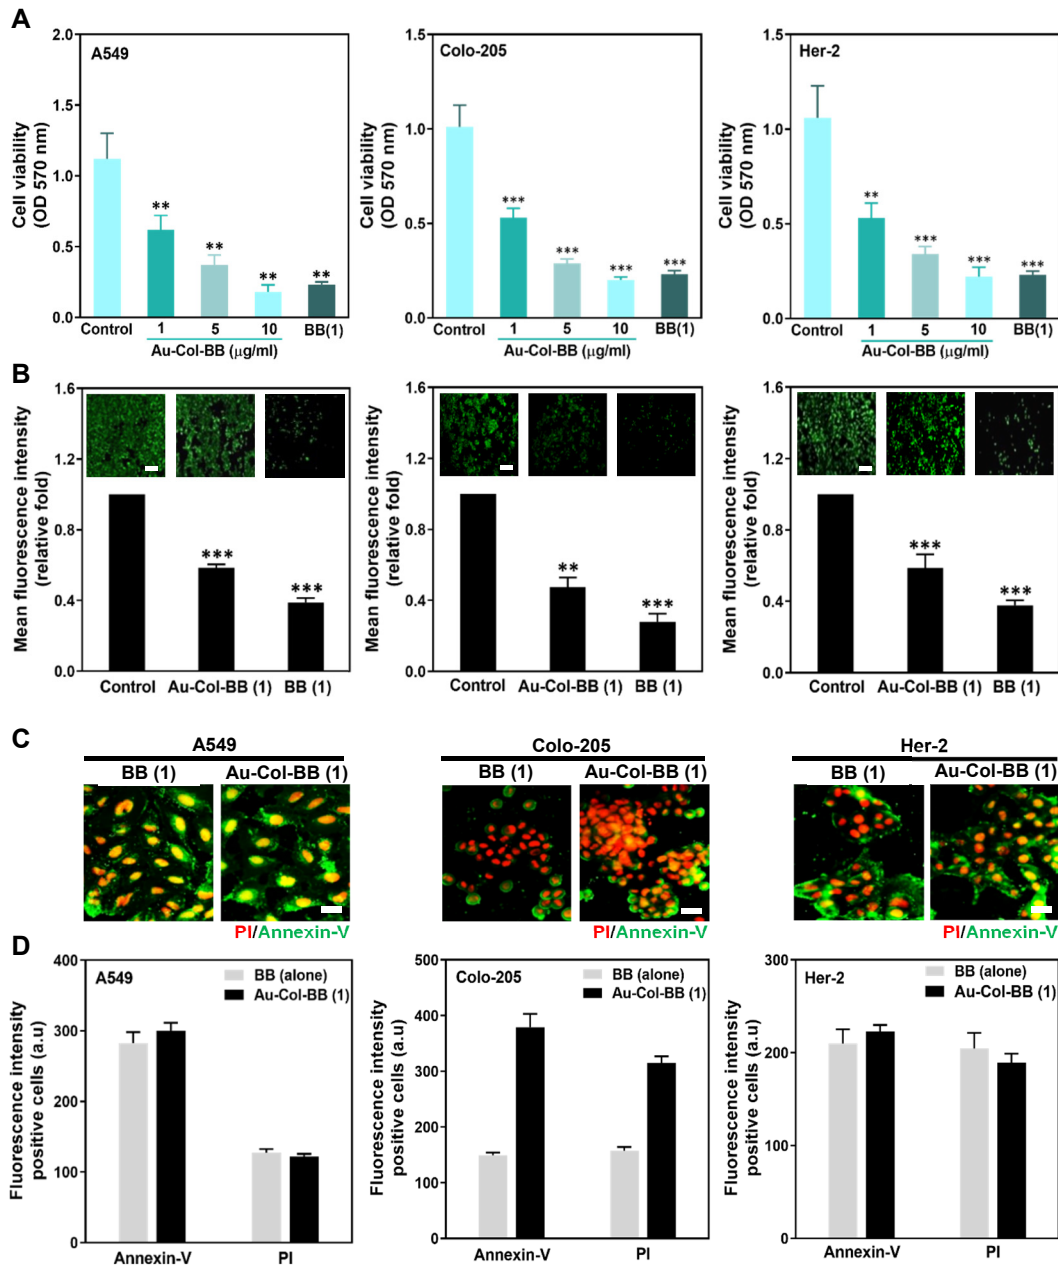 A
A549
Cell viability
(OD 570 nm)
2.0
1.5
1.0
0.5
0.0
**
**
**
**
Control
1
5
10
BB(1)
Au-Col-BB (μg/ml)
Colo-205
Cell viability
(OD 570 nm)
1.5
1.0
0.5
0.0
***
***
***
***
Control
1
5
10
BB(1)
Au-Col-BB (μg/ml)
Her-2
Cell viability
(OD 570 nm)
1.5
1.0
0.5
0.0
**
***
***
***
Control
1
5
10
BB(1)
Au-Col-BB (μg/ml)
B
Mean fluorescence intensity
(relative fold)
1.6
1.2
0.8
0.4
0.0
***
***
Control
Au-Col-BB (1)
BB (1)
Mean fluorescence intensity
(relative fold)
1.6
1.2
0.8
0.4
0.0
**
***
Control
Au-Col-BB (1)
BB (1)
Mean fluorescence intensity
(relative fold)
1.6
1.2
0.8
0.4
0.0
***
***
Control
Au-Col-BB (1)
BB (1)
C
A549
BB (1)
Au-Col-BB (1)
PI/Annexin-V
Colo-205
BB (1)
Au-Col-BB (1)
PI/Annexin-V
Her-2
BB (1)
Au-Col-BB (1)
PI/Annexin-V
D
A549
BB (alone)
Au-Col-BB (1)
Fluorescence intensity
positive cells (a.u)
400
300
200
100
0
Annexin-V
PI
Colo-205
BB (alone)
Au-Col-BB (1)
Fluorescence intensity
positive cells (a.u)
500
400
300
200
100
0
Annexin-V
PI
Her-2
BB (alone)
Au-Col-BB (1)
Fluorescence intensity
positive cells (a.u)
300
200
100
0
Annexin-V
PI